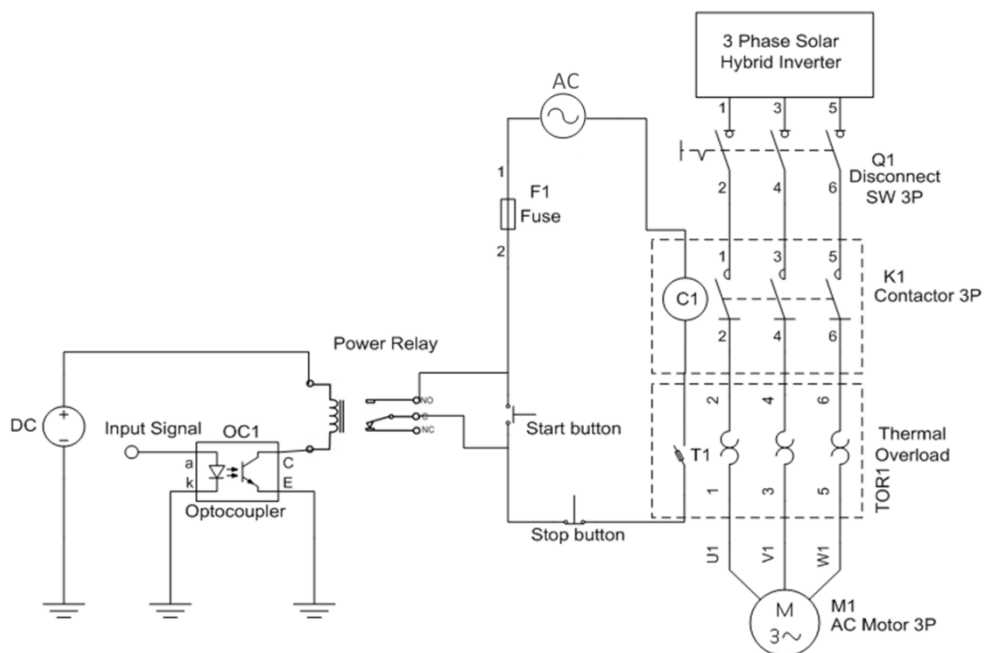 AC
3 Phase Solar
Hybrid Inverter
1
3
5
Q1
Disconnect
SW 3P
2
4
6
1
F1
Fuse
2
1
3
5
K1
Contactor 3P
C1
2
4
6
Power Relay
NO
C
NC
DC
Input Signal
OC1
a
k
C
E
Optocoupler
Start button
Stop button
T1
2
4
6
Thermal
Overload
TOR1
1
3
5
U1
V1
W1
M
3~
M1
AC Motor 3P